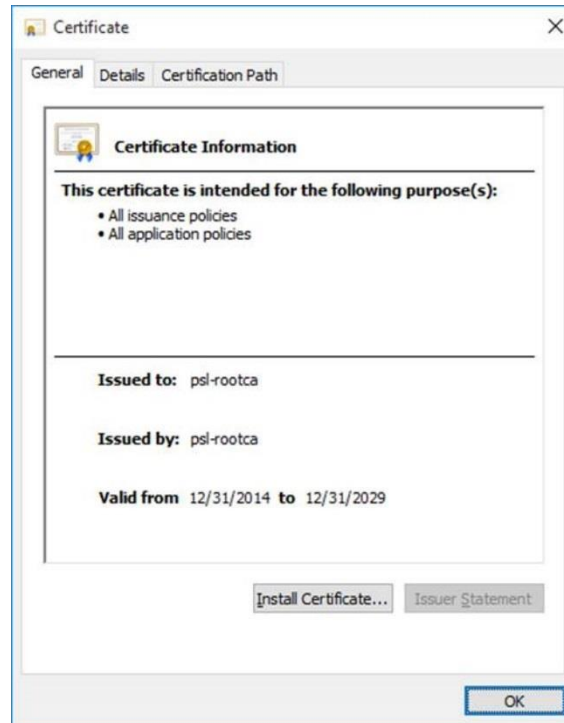 Certificate
General Details Certification Path
Certificate Information
This certificate is intended for the following purpose(s):
• All issuance policies
• All application policies
Issued to: psl-rootca
Issued by: psl-rootca
Valid from 12/31/2014 to 12/31/2029
Install Certificate... Issuer Statement
OK